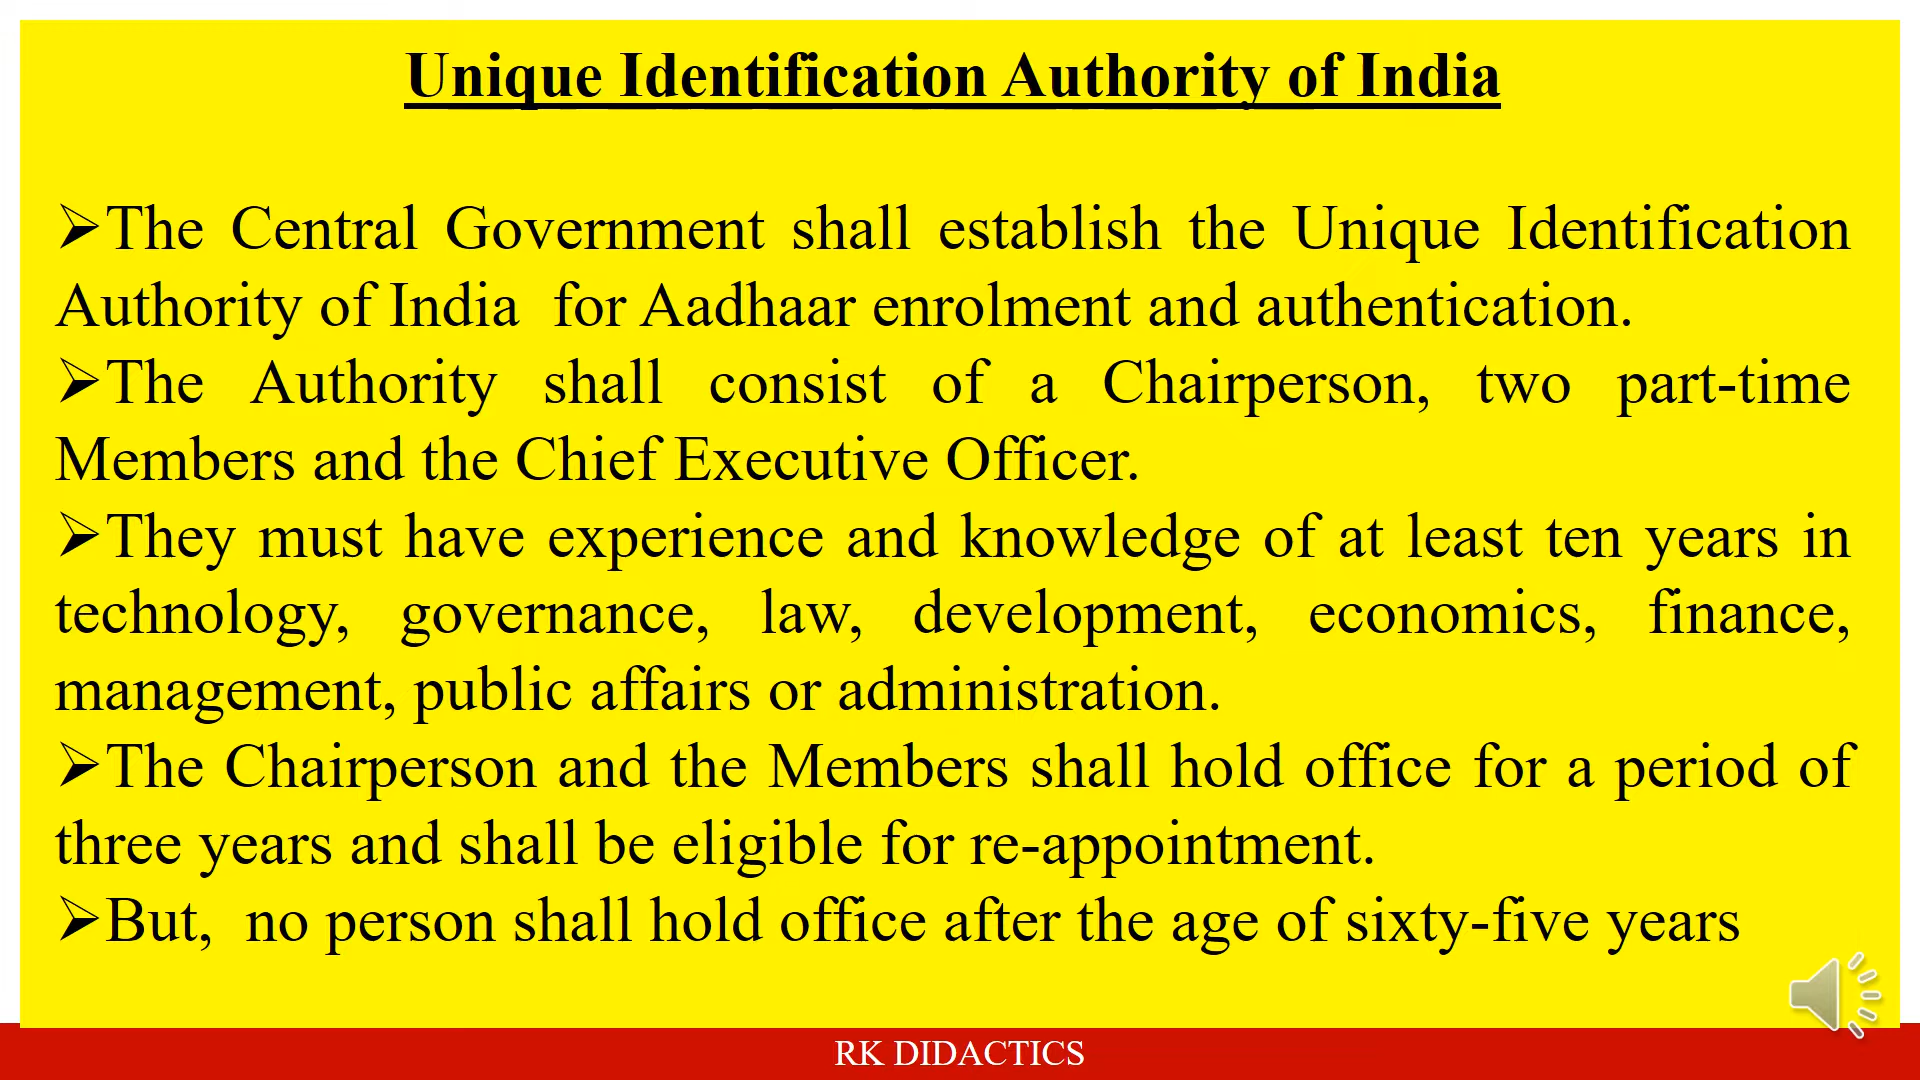 Unique Identification Authority of India
➢The Central Government shall establish the Unique Identification
Authority of India for Aadhaar enrolment and authentication.
➢The Authority shall consist of a Chairperson, two part-time
Members and the Chief Executive Officer.
➢They must have experience and knowledge of at least ten years in
technology, governance, law, development, economics, finance,
management, public affairs or administration.
➢The Chairperson and the Members shall hold office for a period of
three years and shall be eligible for re-appointment.
➢But, no person shall hold office after the age of sixty-five years
RK DIDACTICS